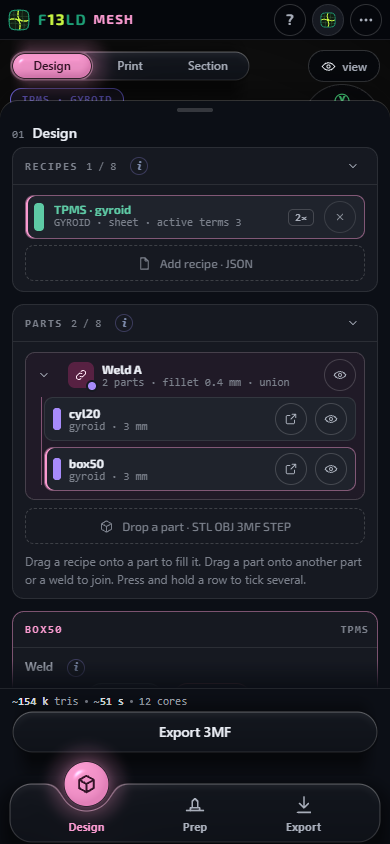 F13LD MESH
?
Design
Print
Section
view
TPMS · GYROID
01 Design
RECIPES 1 / 8
i
TPMS · gyroid
GYROID · sheet · active terms 3
2×
Add recipe · JSON
PARTS 2 / 8
i
Weld A
2 parts · fillet 0.4 mm · union
cyl20
gyroid · 3 mm
box50
gyroid · 3 mm
Drop a part · STL OBJ 3MF STEP
Drag a recipe onto a part to fill it. Drag a part onto another part
or a weld to join. Press and hold a row to tick several.
BOX50
TPMS
Weld
i
~154 k tris • ~51 s • 12 cores
Export 3MF
Design
Prep
Export